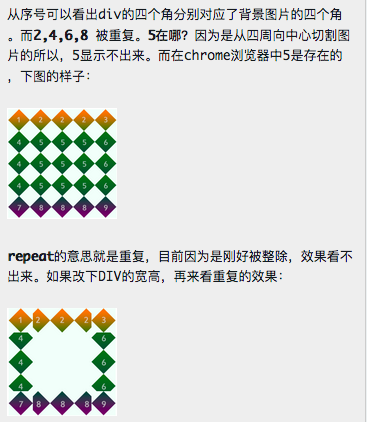 从序号可以看出div的四个角分别对应了背景图片的四个角
。而2,4,6,8 被重复。5在哪？因为是从四周向中心切割图
片的所以，5显示不出来。而在chrome浏览器中5是存在的
，下图的样子：
1 2 2 2 3
4 5 5 5 6
4 5 5 5 6
4 5 5 5 6
7 8 8 8 9
repeat的意思就是重复，目前因为是刚好被整除，效果看不
出来。如果改下DIV的宽高，再来看重复的效果：
1 2 2 2 3
4 6
4 6
4 6
7 8 8 8 9